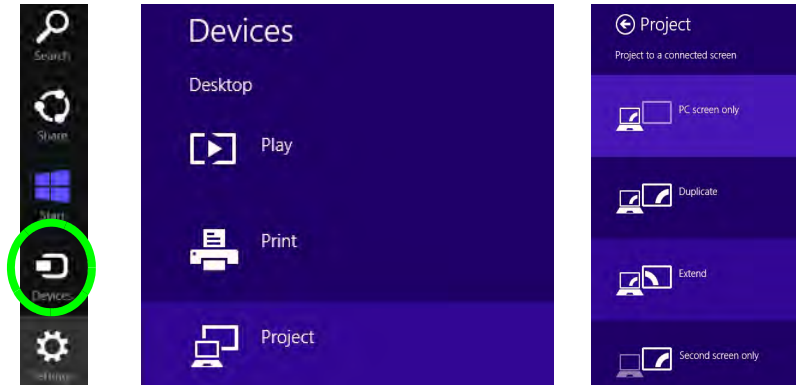 Search
Share
Start
Devices
Settings
Devices
Desktop
Play
Print
Project
Project
Project to a connected screen
PC screen only
Duplicate
Extend
Second screen only